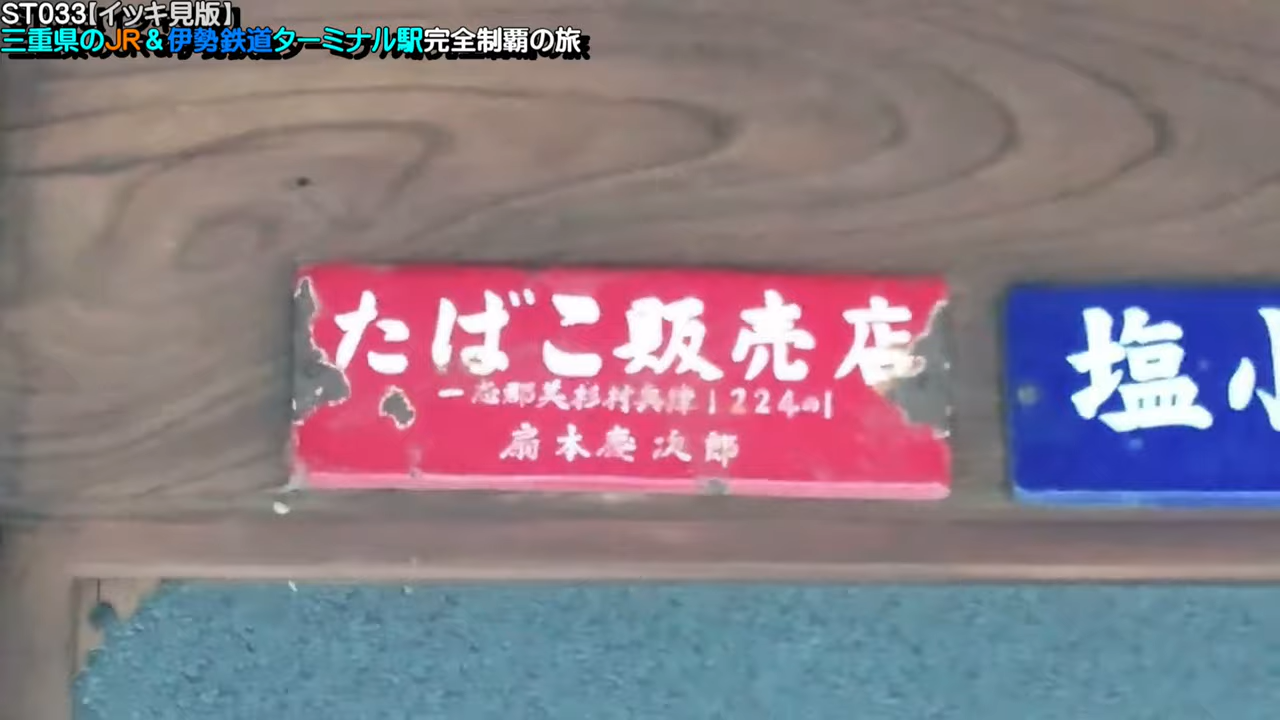 ST033【イッキ見版】
三重県のJR＆伊勢鉄道ターミナル駅完全制覇の旅
たばこ販売店
一志郡美杉村奥津1224の1
扇本慶次郎
塩小